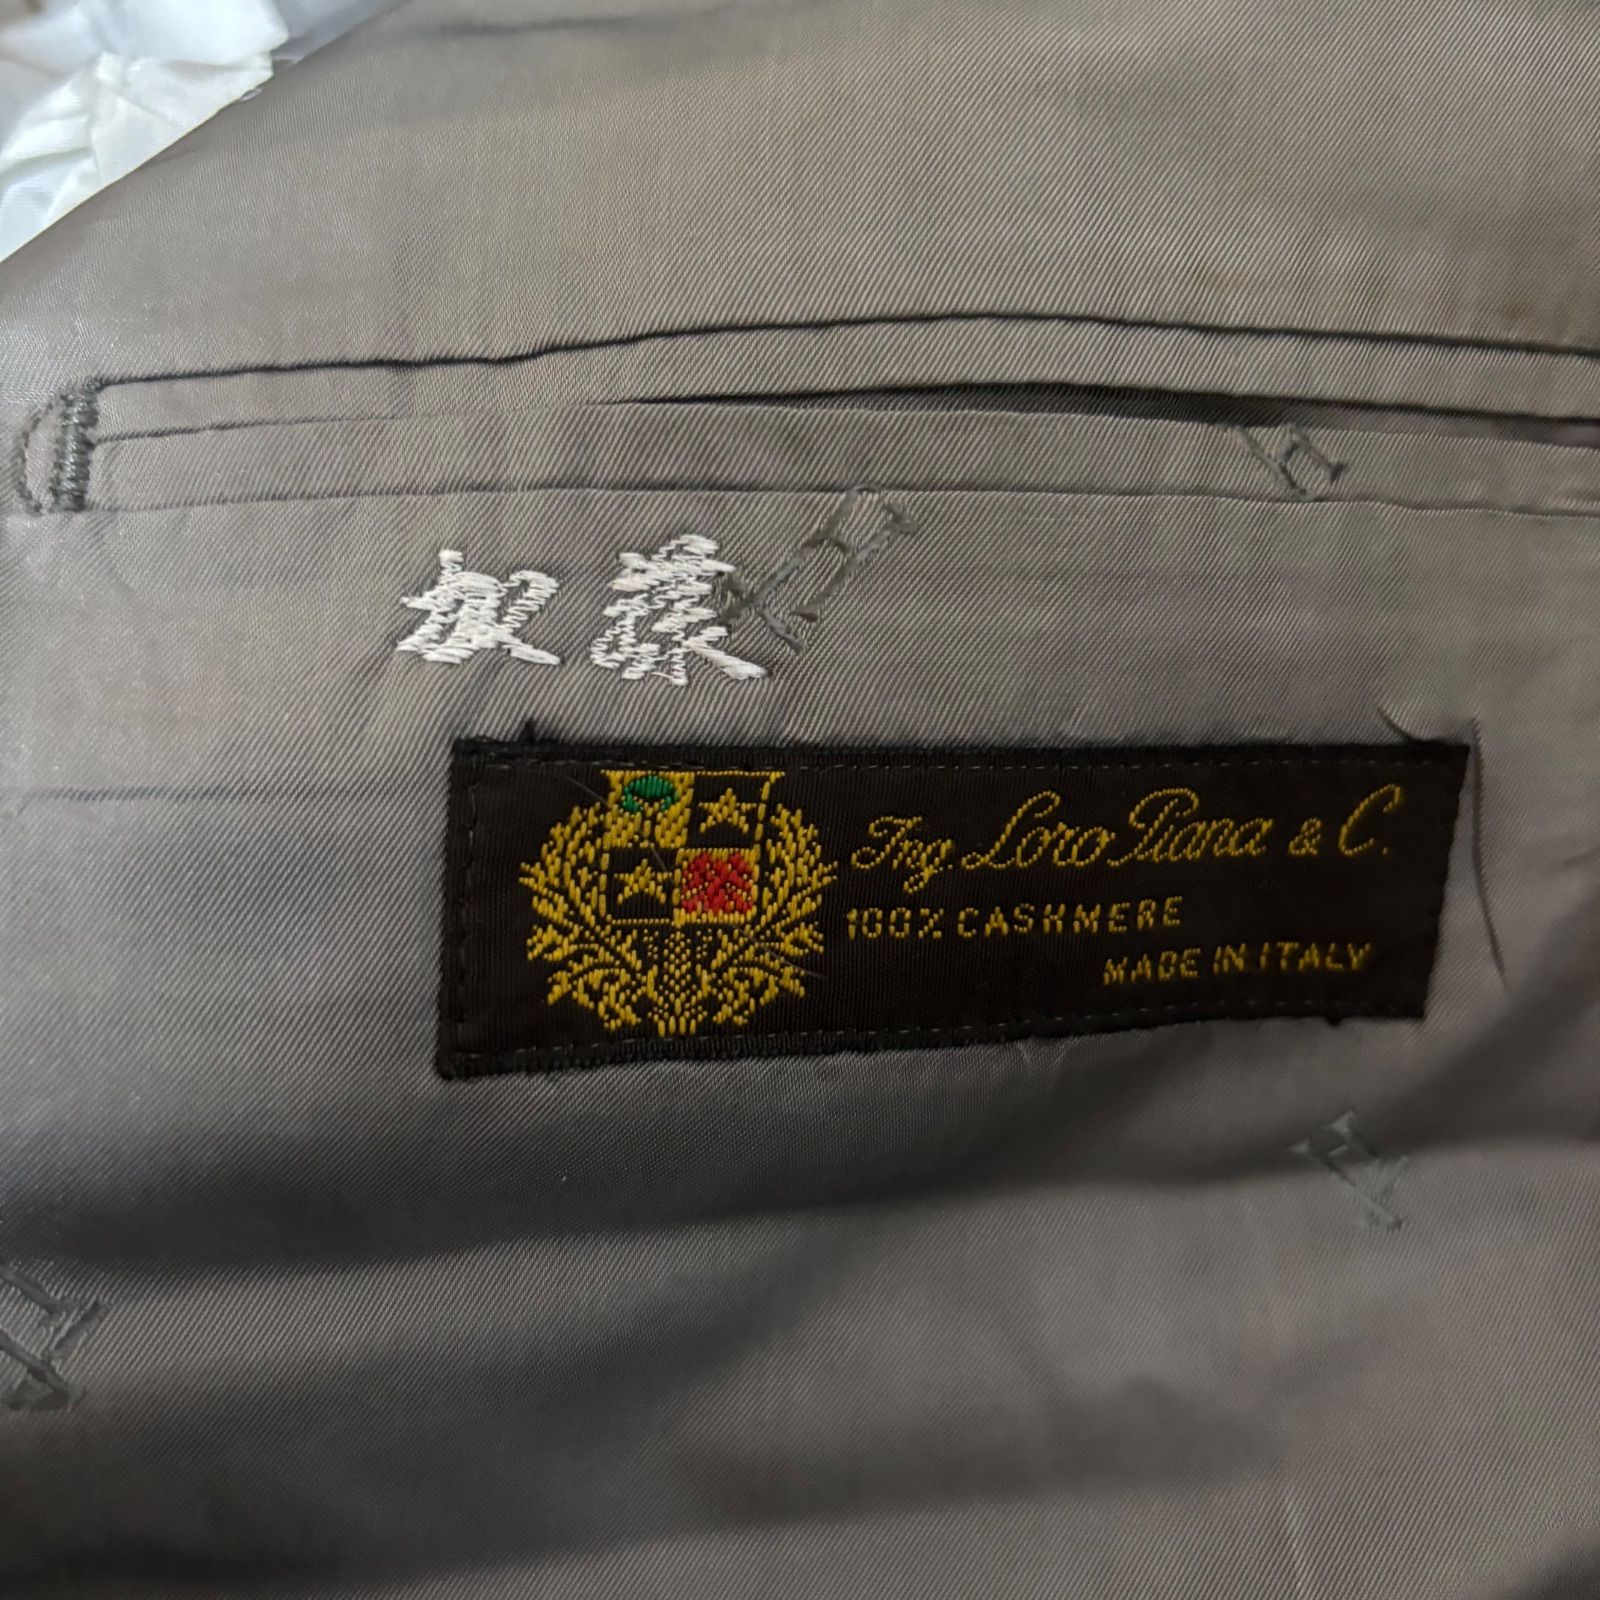 Ing Loro Piana & C.
100% CASHMERE
MADE IN ITALY